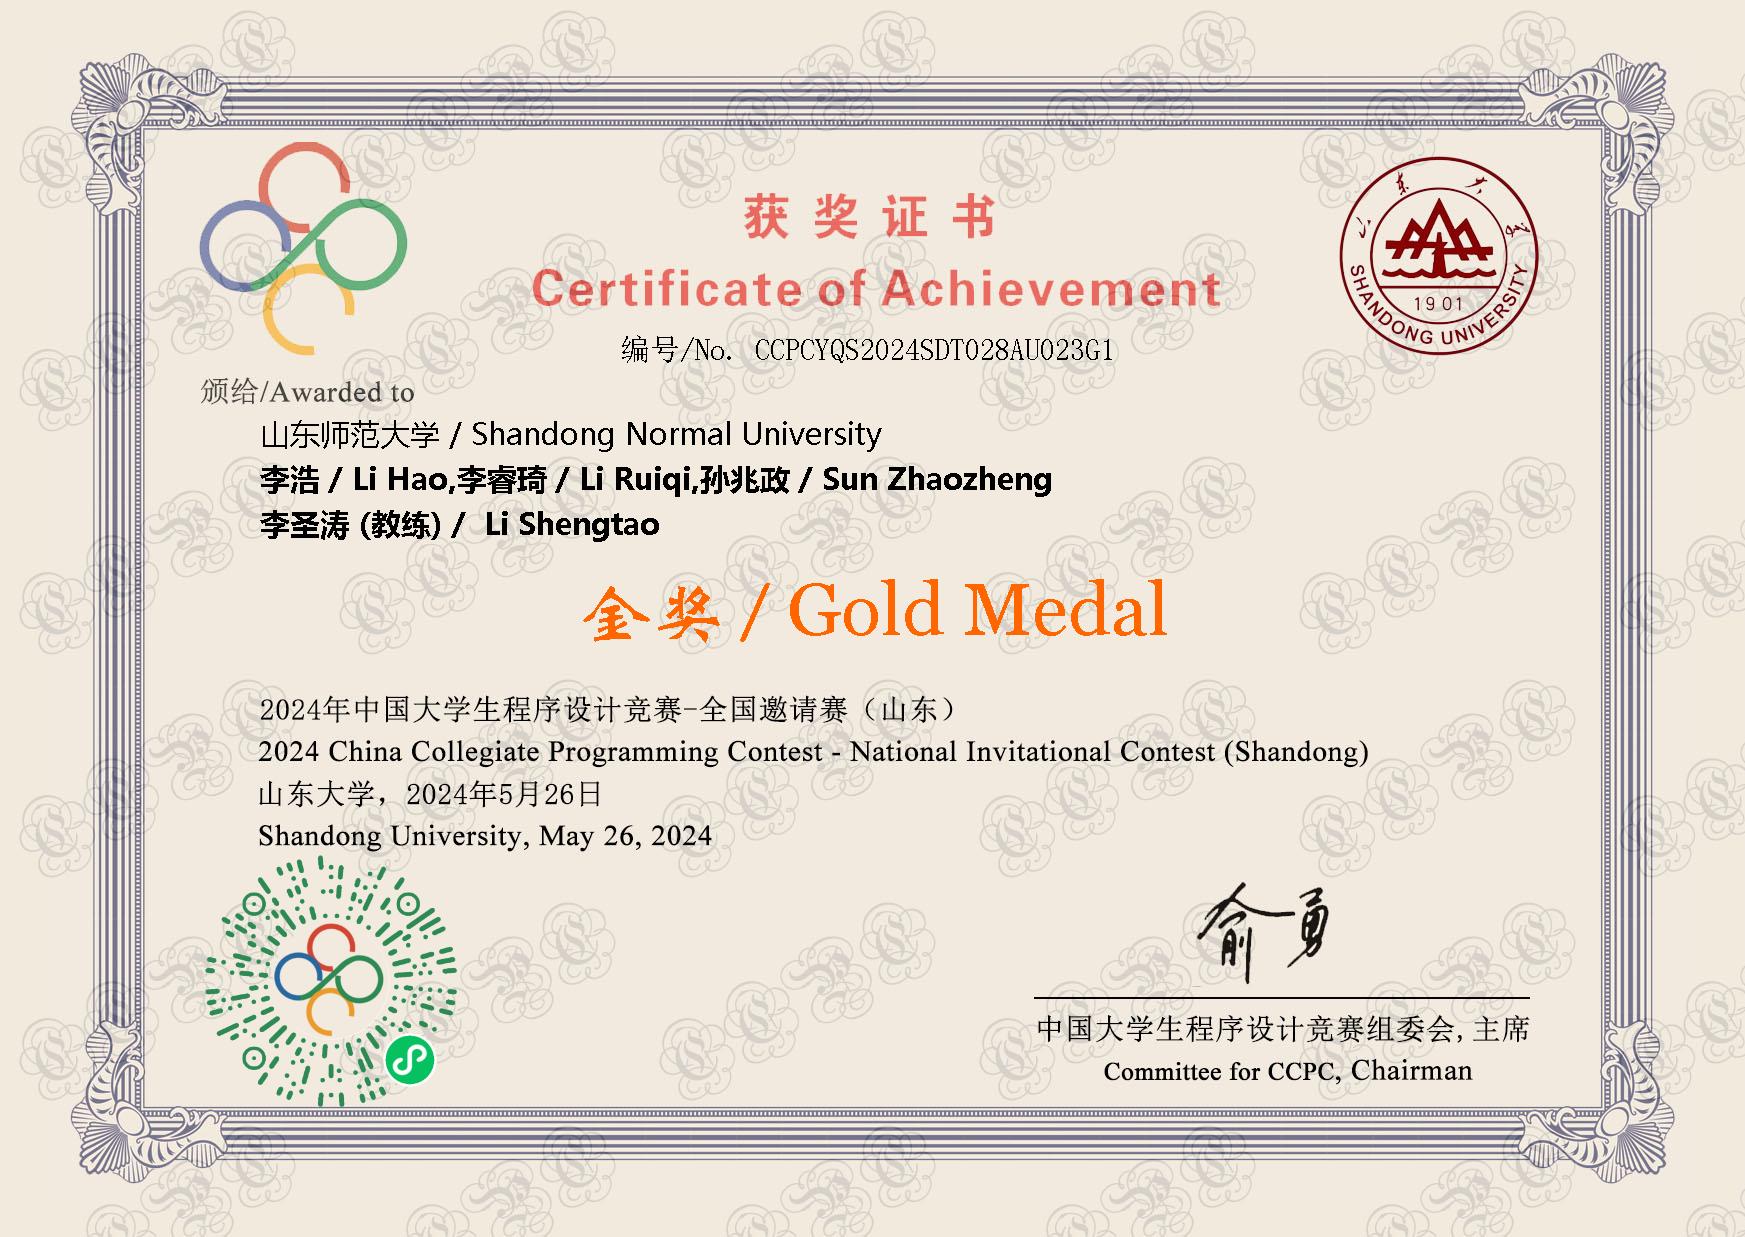 获奖证书
Certificate of Achievement
山东大学
SHANDONG UNIVERSITY
1901
编号/No. CCPCYQS2024SDT028AU023G1
颁给/Awarded to
山东师范大学 / Shandong Normal University
李浩 / Li Hao,李睿琦 / Li Ruiqi,孙兆政 / Sun Zhaozheng
李圣涛 (教练) / Li Shengtao
金奖 / Gold Medal
2024年中国大学生程序设计竞赛-全国邀请赛（山东）
2024 China Collegiate Programming Contest - National Invitational Contest (Shandong)
山东大学，2024年5月26日
Shandong University, May 26, 2024
俞勇
中国大学生程序设计竞赛组委会, 主席
Committee for CCPC, Chairman